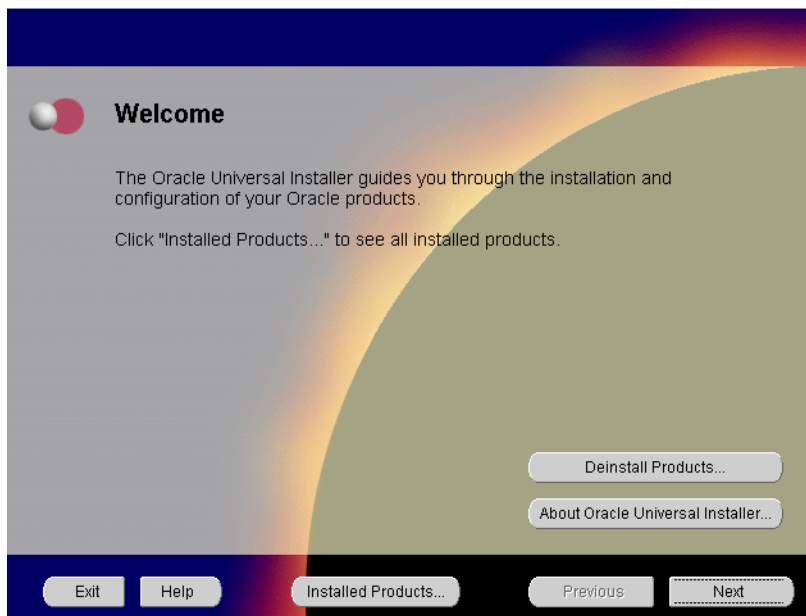 Welcome
The Oracle Universal Installer guides you through the installation and
configuration of your Oracle products.
Click "Installed Products..." to see all installed products.
Deinstall Products...
About Oracle Universal Installer...
Exit
Help
Installed Products...
Previous
Next